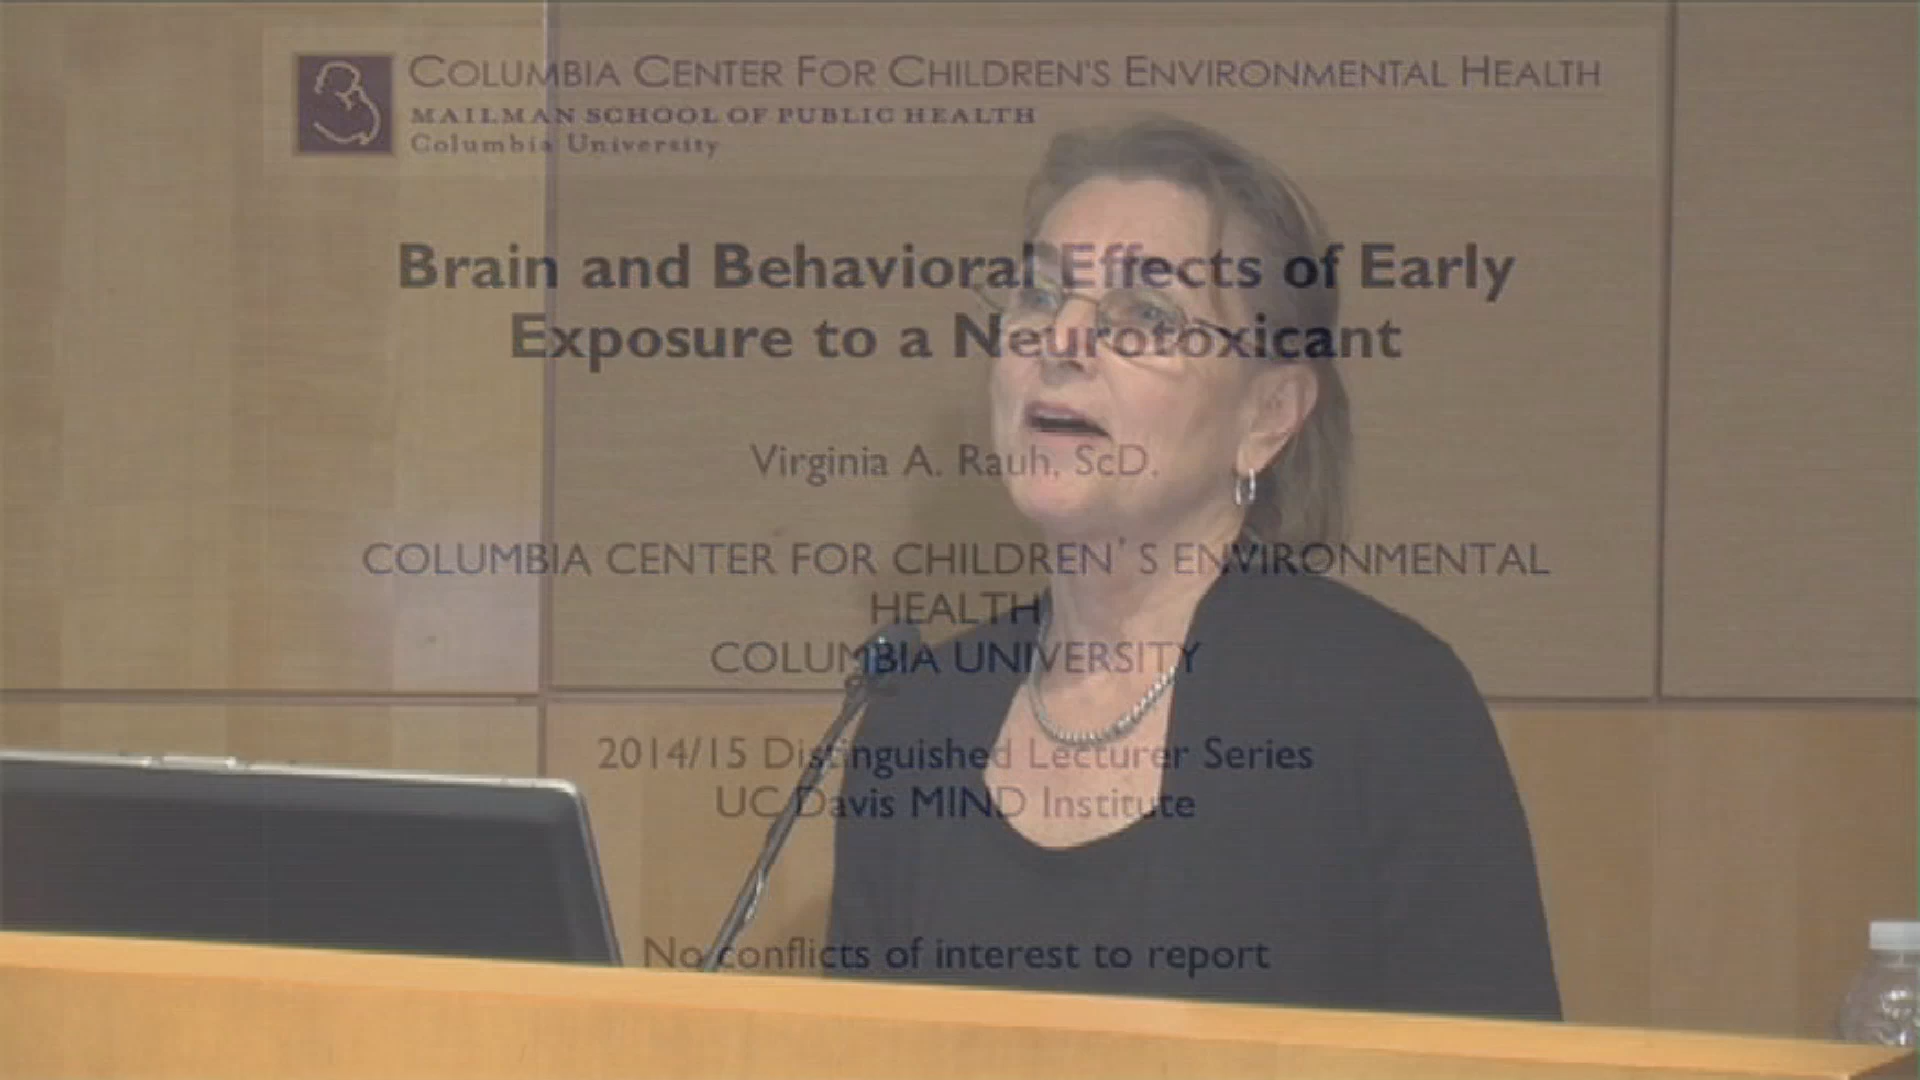 COLUMBIA CENTER FOR CHILDREN'S ENVIRONMENTAL HEALTH
MAILMAN SCHOOL OF PUBLIC HEALTH
Columbia University
Brain and Behavioral Effects of Early
Exposure to a Neurotoxicant
Virginia A. Rauh, ScD.
COLUMBIA CENTER FOR CHILDREN'S ENVIRONMENTAL
HEALTH
COLUMBIA UNIVERSITY
2014/15 Distinguished Lecturer Series
UC Davis MIND Institute
No conflicts of interest to report